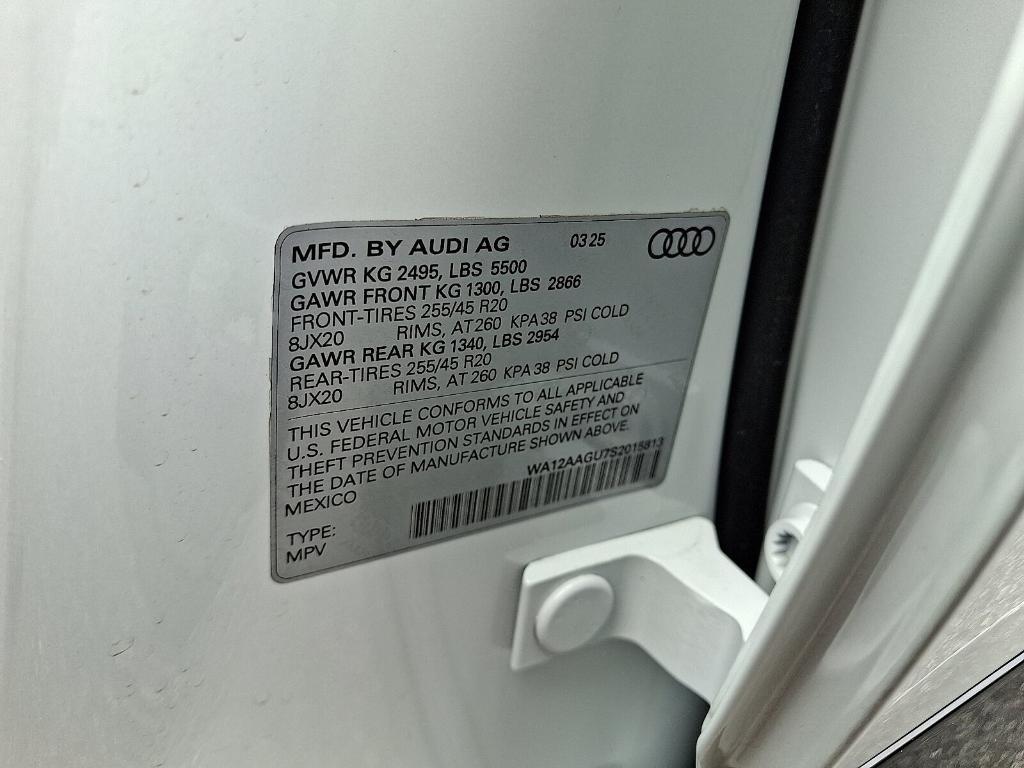 MFD. BY AUDI AG 03 25
GVWR KG 2495, LBS 5500
GAWR FRONT KG 1300, LBS 2866
FRONT-TIRES 255/45 R20
8JX20 RIMS, AT 260 KPA 38 PSI COLD
GAWR REAR KG 1340, LBS 2954
REAR-TIRES 255/45 R20
8JX20 RIMS, AT 260 KPA 38 PSI COLD
THIS VEHICLE CONFORMS TO ALL APPLICABLE
U.S. FEDERAL MOTOR VEHICLE SAFETY AND
THEFT PREVENTION STANDARDS IN EFFECT ON
THE DATE OF MANUFACTURE SHOWN ABOVE.
MEXICO WA12AAGU7S2015813
TYPE:
MPV